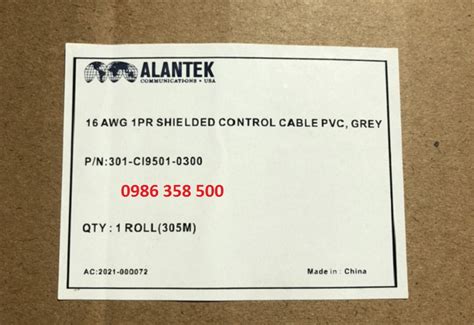 ALANTEK
COMMUNICATIONS - USA
16 AWG 1PR SHIELDED CONTROL CABLE PVC, GREY
P/N:301-CI9501-0300
0986 358 500
QTY : 1 ROLL(305M)
AC:2021-000072
Made in : China